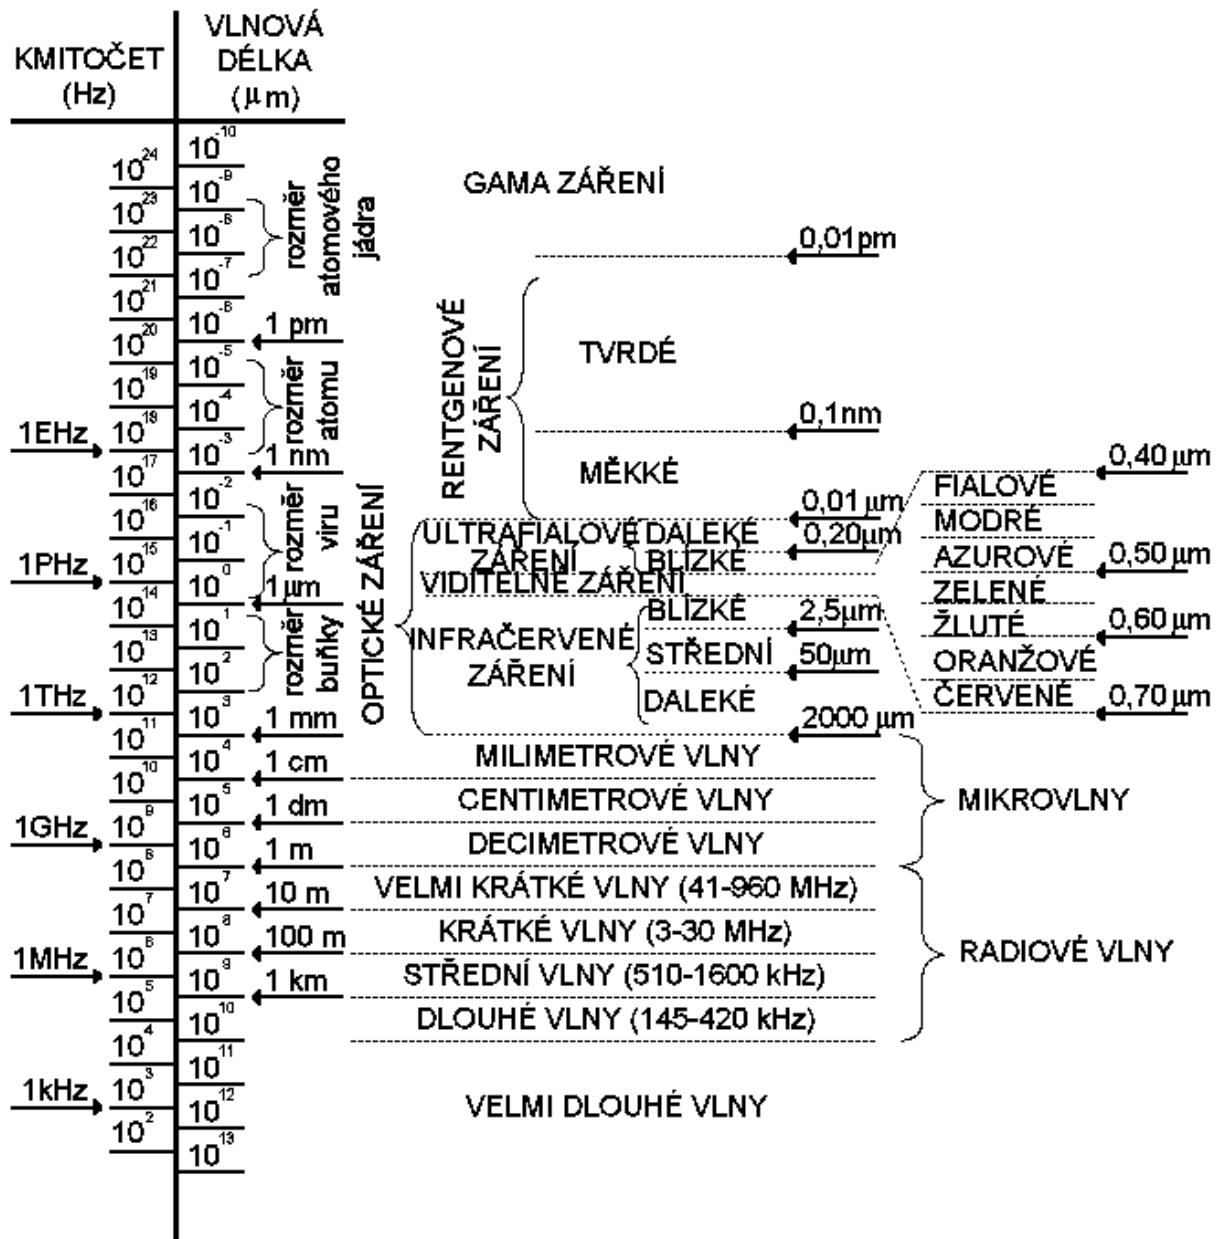 KMITOČET
(Hz)
VLNOVÁ
DÉLKA
(μm)
10^24
10^23
10^22
10^21
10^20
10^19
10^18
10^17
10^16
10^15
10^14
10^13
10^12
10^11
10^10
10^9
10^8
10^7
10^6
10^5
10^4
10^3
10^2
1EHz
1PHz
1THz
1GHz
1MHz
1kHz
10^-10
10^-9
10^-8
10^-7
10^-6
10^-5
10^-4
10^-3
10^-2
10^-1
10^0
10^1
10^2
10^3
10^4
10^5
10^6
10^7
10^8
10^9
10^10
10^11
10^12
10^13
rozměr
atomového
jádra
1 pm
rozměr
atomu
1 nm
rozměr
viru
1 μm
rozměr
buňky
1 mm
1 cm
1 dm
1 m
10 m
100 m
1 km
GAMA ZÁŘENÍ
0,01pm
RENTGENOVÉ
ZÁŘENÍ
TVRDÉ
0,1nm
MĚKKÉ
0,01 μm
OPTICKÉ ZÁŘENÍ
ULTRAFIALOVÉ
ZÁŘENÍ
DALEKÉ
0,20μm
BLÍZKÉ
VIDITELNÉ ZÁŘENÍ
INFRAČERVENÉ
ZÁŘENÍ
BLÍZKÉ
2,5μm
STŘEDNÍ
50μm
DALEKÉ
2000 μm
0,40 μm
FIALOVÉ
MODRÉ
AZUROVÉ
0,50 μm
ZELENÉ
ŽLUTÉ
0,60 μm
ORANŽOVÉ
ČERVENÉ
0,70 μm
MILIMETROVÉ VLNY
CENTIMETROVÉ VLNY
DECIMETROVÉ VLNY
MIKROVLNY
VELMI KRÁTKÉ VLNY (41-960 MHz)
KRÁTKÉ VLNY (3-30 MHz)
STŘEDNÍ VLNY (510-1600 kHz)
DLOUHÉ VLNY (145-420 kHz)
RADIOVÉ VLNY
VELMI DLOUHÉ VLNY